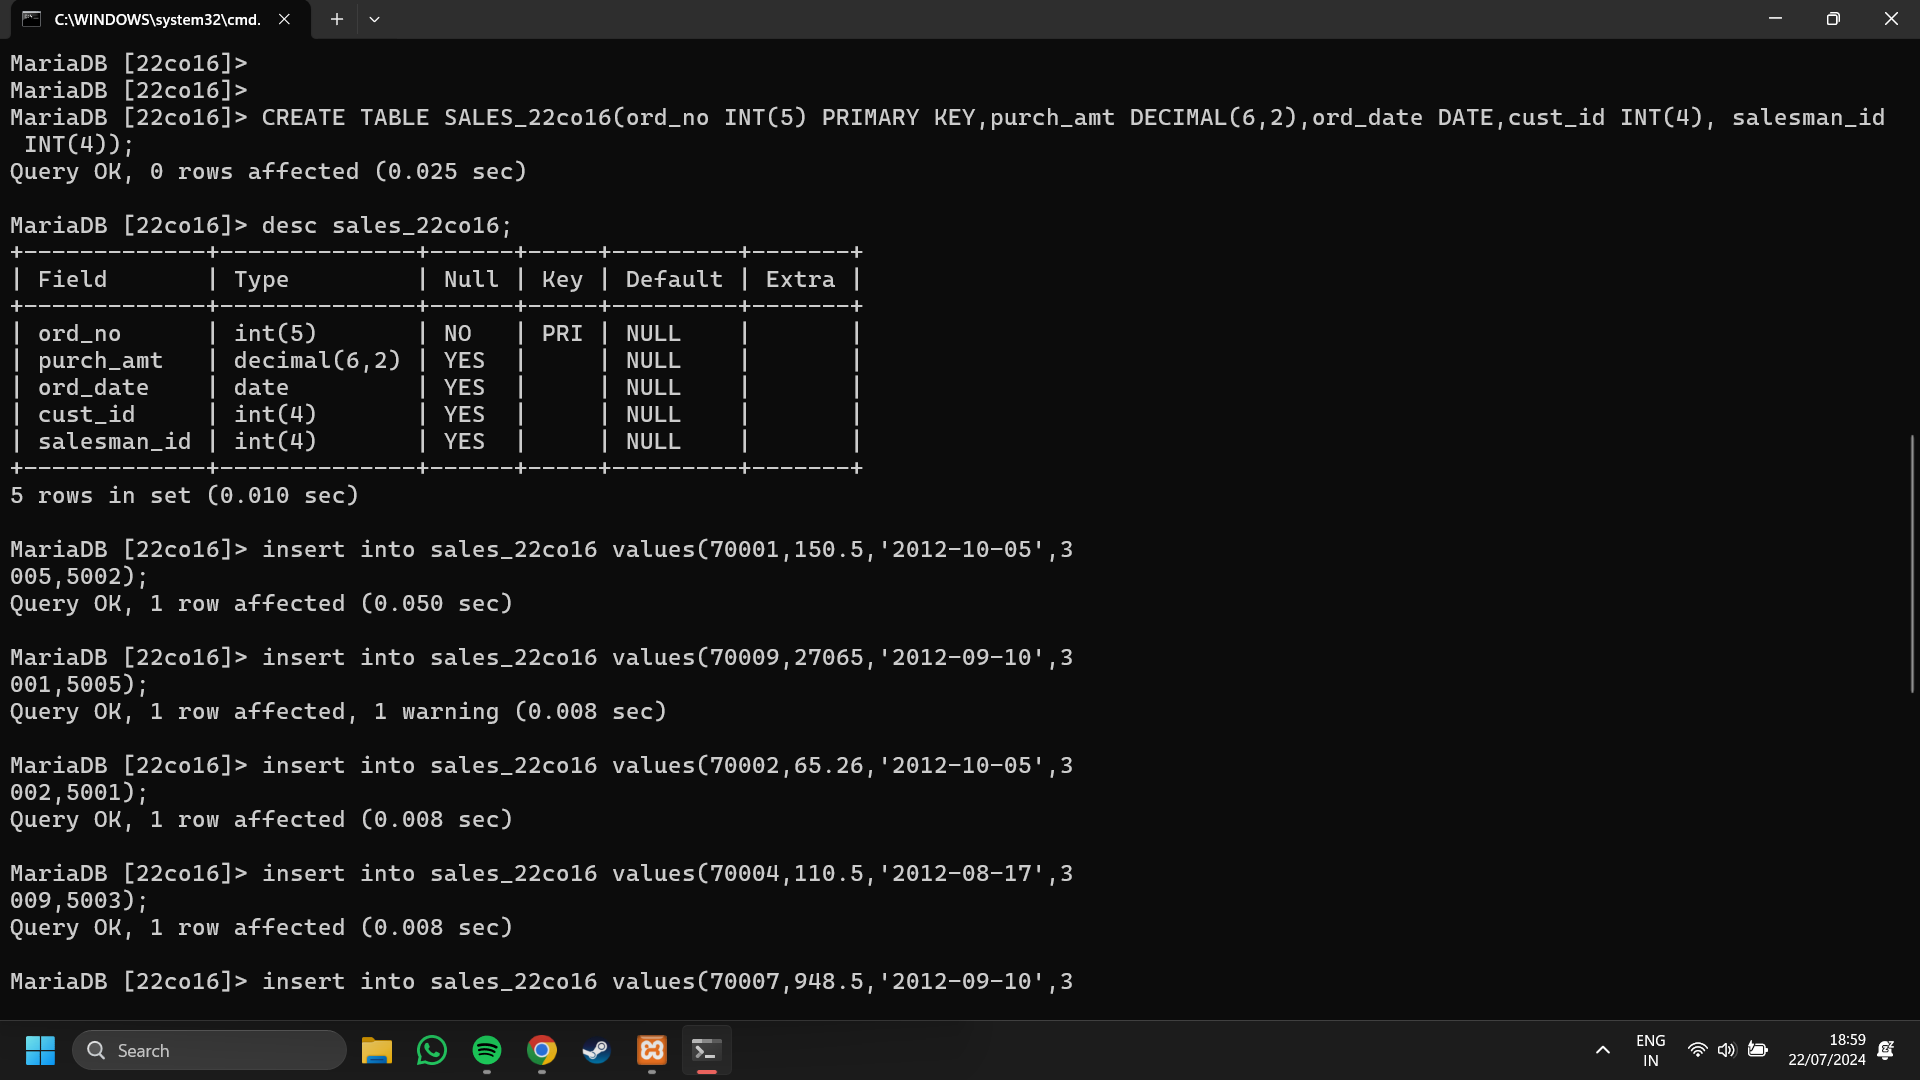 C:\WINDOWS\system32\cmd.
MariaDB [22co16]>
MariaDB [22co16]>
MariaDB [22co16]> CREATE TABLE SALES_22co16(ord_no INT(5) PRIMARY KEY,purch_amt DECIMAL(6,2),ord_date DATE,cust_id INT(4), salesman_id
 INT(4));
Query OK, 0 rows affected (0.025 sec)
MariaDB [22co16]> desc sales_22co16;
+-------------+--------------+------+-----+---------+-------+
| Field       | Type         | Null | Key | Default | Extra |
+-------------+--------------+------+-----+---------+-------+
| ord_no      | int(5)       | NO   | PRI | NULL    |       |
| purch_amt   | decimal(6,2) | YES  |     | NULL    |       |
| ord_date    | date         | YES  |     | NULL    |       |
| cust_id     | int(4)       | YES  |     | NULL    |       |
| salesman_id | int(4)       | YES  |     | NULL    |       |
+-------------+--------------+------+-----+---------+-------+
5 rows in set (0.010 sec)
MariaDB [22co16]> insert into sales_22co16 values(70001,150.5,'2012-10-05',3
005,5002);
Query OK, 1 row affected (0.050 sec)
MariaDB [22co16]> insert into sales_22co16 values(70009,27065,'2012-09-10',3
001,5005);
Query OK, 1 row affected, 1 warning (0.008 sec)
MariaDB [22co16]> insert into sales_22co16 values(70002,65.26,'2012-10-05',3
002,5001);
Query OK, 1 row affected (0.008 sec)
MariaDB [22co16]> insert into sales_22co16 values(70004,110.5,'2012-08-17',3
009,5003);
Query OK, 1 row affected (0.008 sec)
MariaDB [22co16]> insert into sales_22co16 values(70007,948.5,'2012-09-10',3
Search
ENG
IN
18:59
22/07/2024